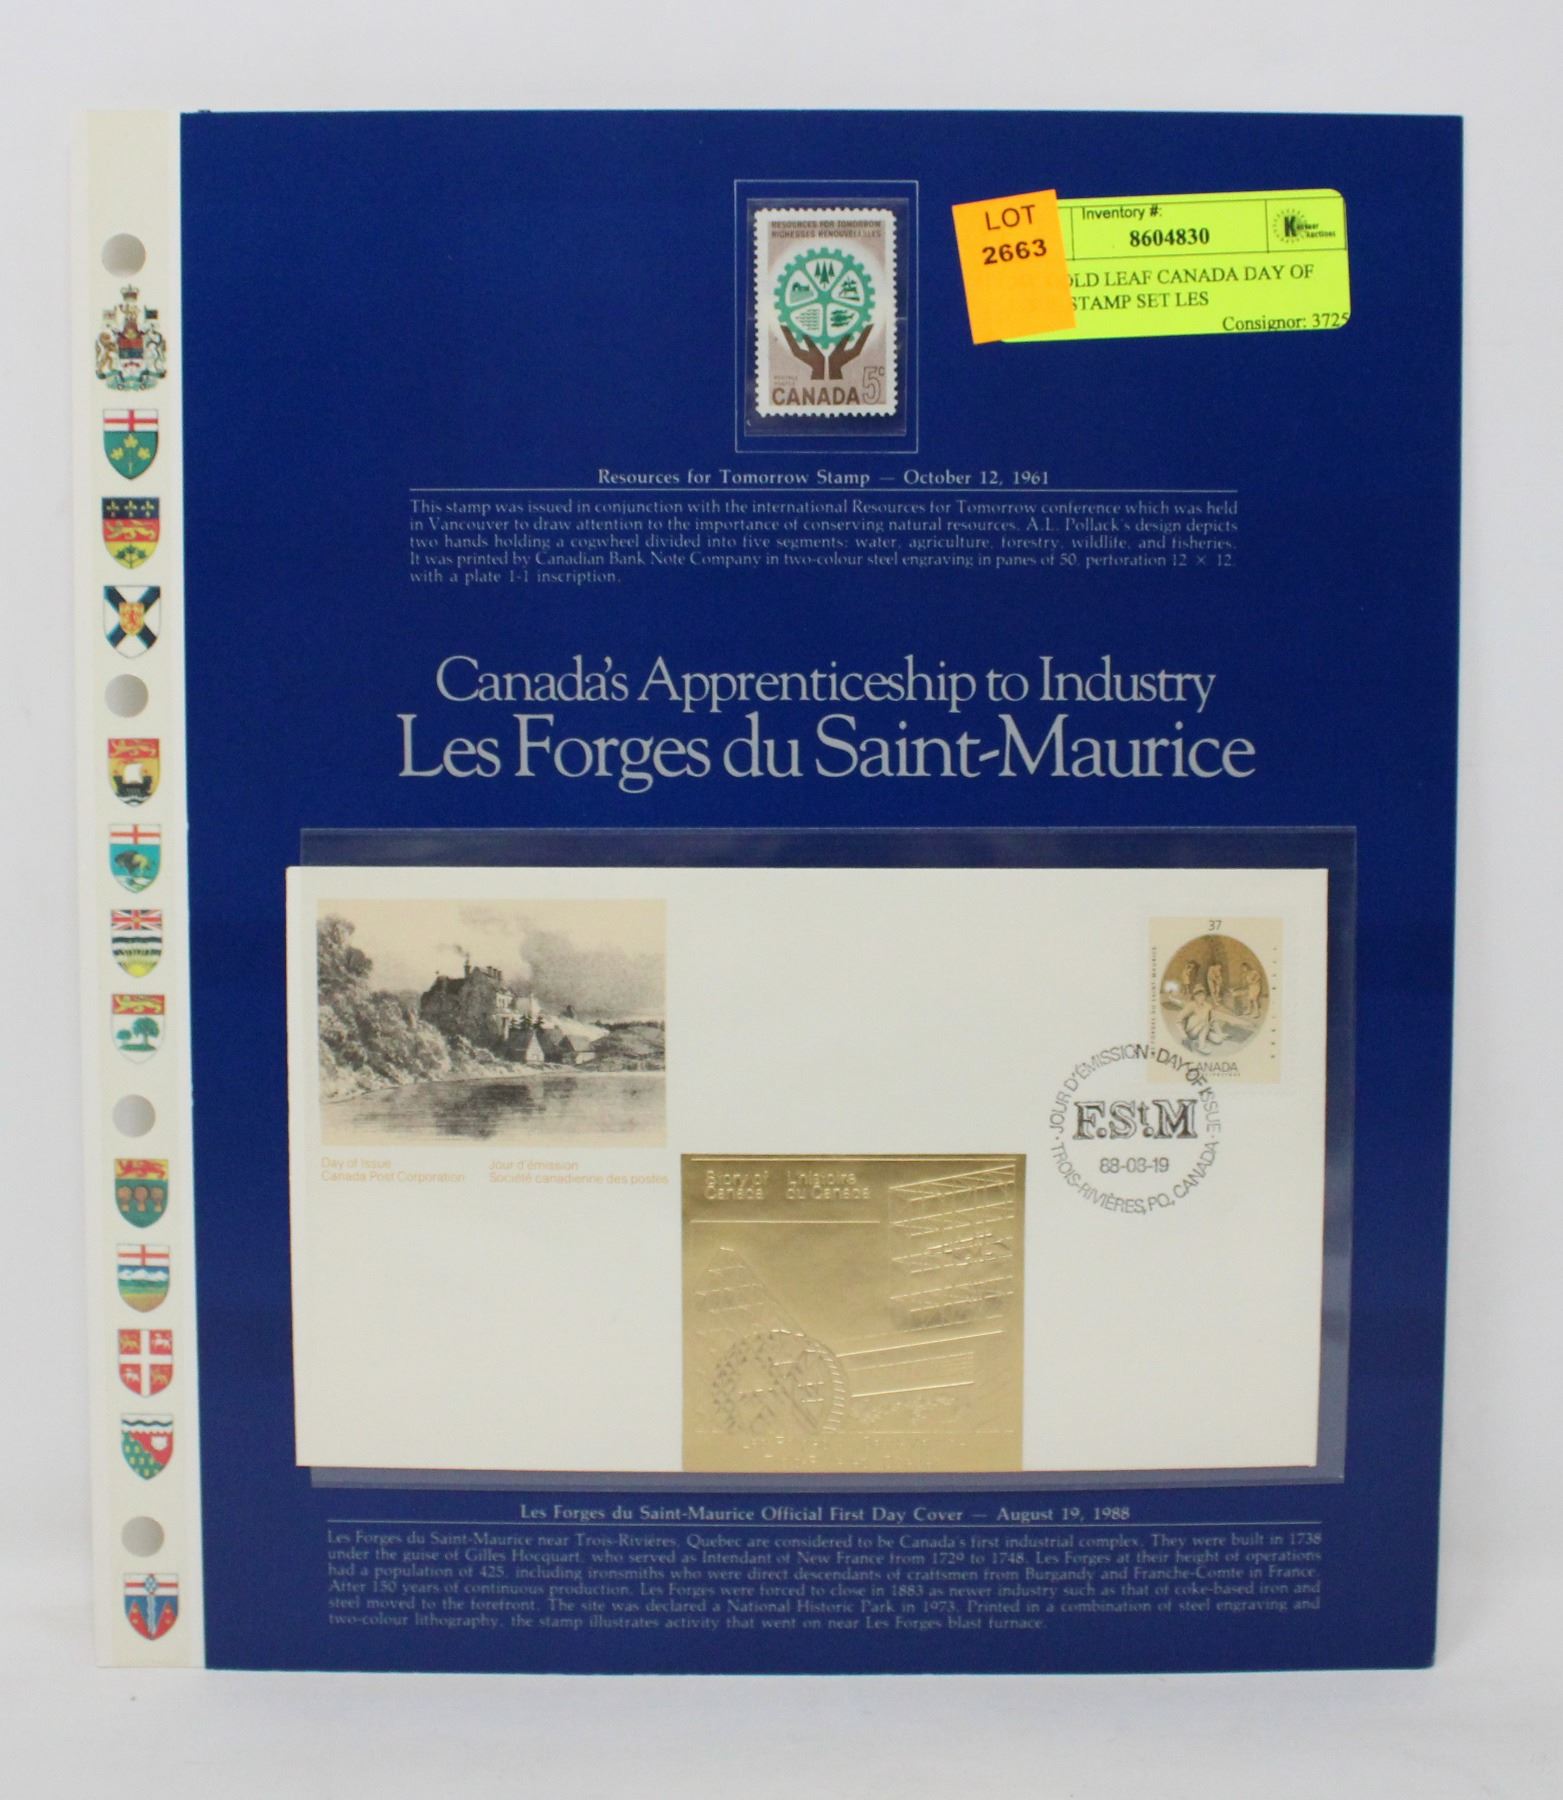 RESOURCES FOR TOMORROW
RICHESSES RENOUVELABLES
POSTAGE
POSTES
CANADA 5c
LOT
2663
Inventory #:
8604830
Kastner
Auctions
OLD LEAF CANADA DAY OF
STAMP SET LES
Consignor: 3725
Resources for Tomorrow Stamp — October 12, 1961
This stamp was issued in conjunction with the international Resources for Tomorrow conference which was held
in Vancouver to draw attention to the importance of conserving natural resources. A.L. Pollack's design depicts
two hands holding a cogwheel divided into five segments: water, agriculture, forestry, wildlife, and fisheries.
It was printed by Canadian Bank Note Company in two-colour steel engraving in panes of 50, perforation 12 × 12,
with a plate 1-1 inscription.
Canada's Apprenticeship to Industry
Les Forges du Saint-Maurice
37
FORGES DU SAINT-MAURICE
CANADA
JOUR D'ÉMISSION · DAY OF ISSUE ·
F.St.M
88-08-19
TROIS-RIVIÈRES, PQ, CANADA
Day of Issue Jour d'émission
Canada Post Corporation Société canadienne des postes
Story of L'histoire
Canada du Canada
Les Forges du Saint-Maurice Official First Day Cover — August 19, 1988
Les Forges du Saint-Maurice near Trois-Rivières, Quebec are considered to be Canada's first industrial complex. They were built in 1738
under the guise of Gilles Hocquart, who served as Intendant of New France from 1729 to 1748. Les Forges at their height of operations
had a population of 425, including ironsmiths who were direct descendants of craftsmen from Burgandy and Franche-Comte in France.
After 150 years of continuous production, Les Forges were forced to close in 1883 as newer industry such as that of coke-based iron and
steel moved to the forefront. The site was declared a National Historic Park in 1973. Printed in a combination of steel engraving and
two-colour lithography, the stamp illustrates activity that went on near Les Forges blast furnace.